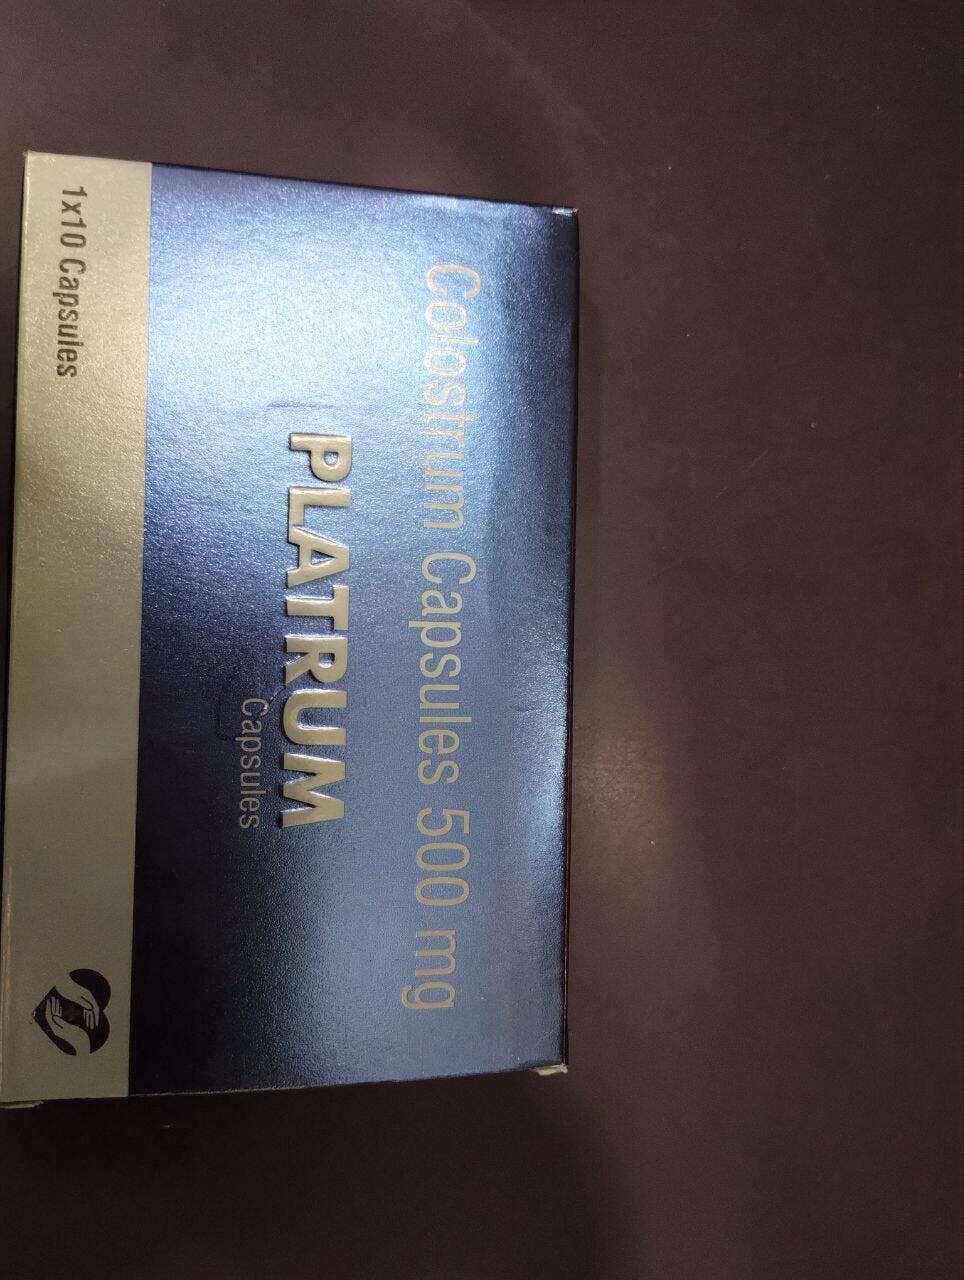 Colostrum Capsules 500 mg
PLATRUM
Capsules
1x10 Capsules